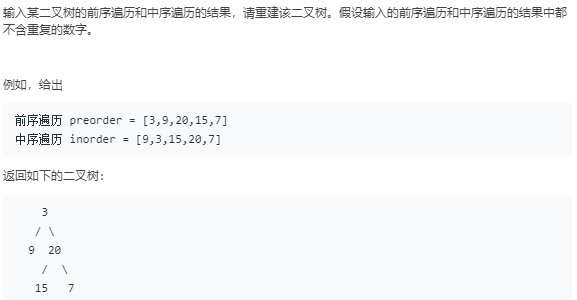 输入某二叉树的前序遍历和中序遍历的结果，请重建该二叉树。假设输入的前序遍历和中序遍历的结果中都
不含重复的数字。
例如，给出
前序遍历 preorder = [3,9,20,15,7]
中序遍历 inorder = [9,3,15,20,7]
返回如下的二叉树：
3
/ \
9 20
/ \
15 7